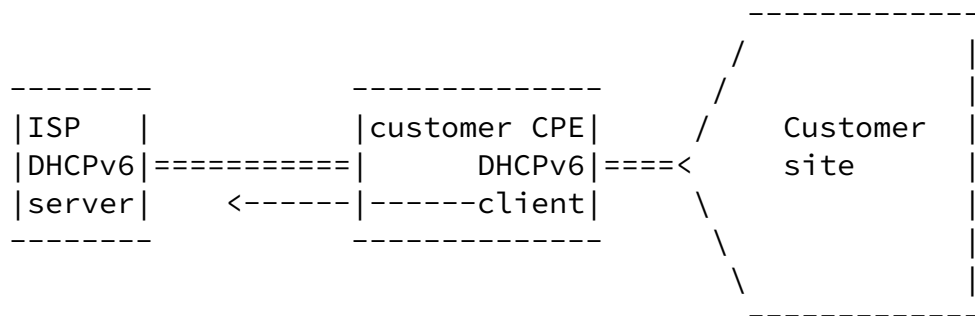 ISP customer CPE Customer
DHCPv6 DHCPv6 site
server client